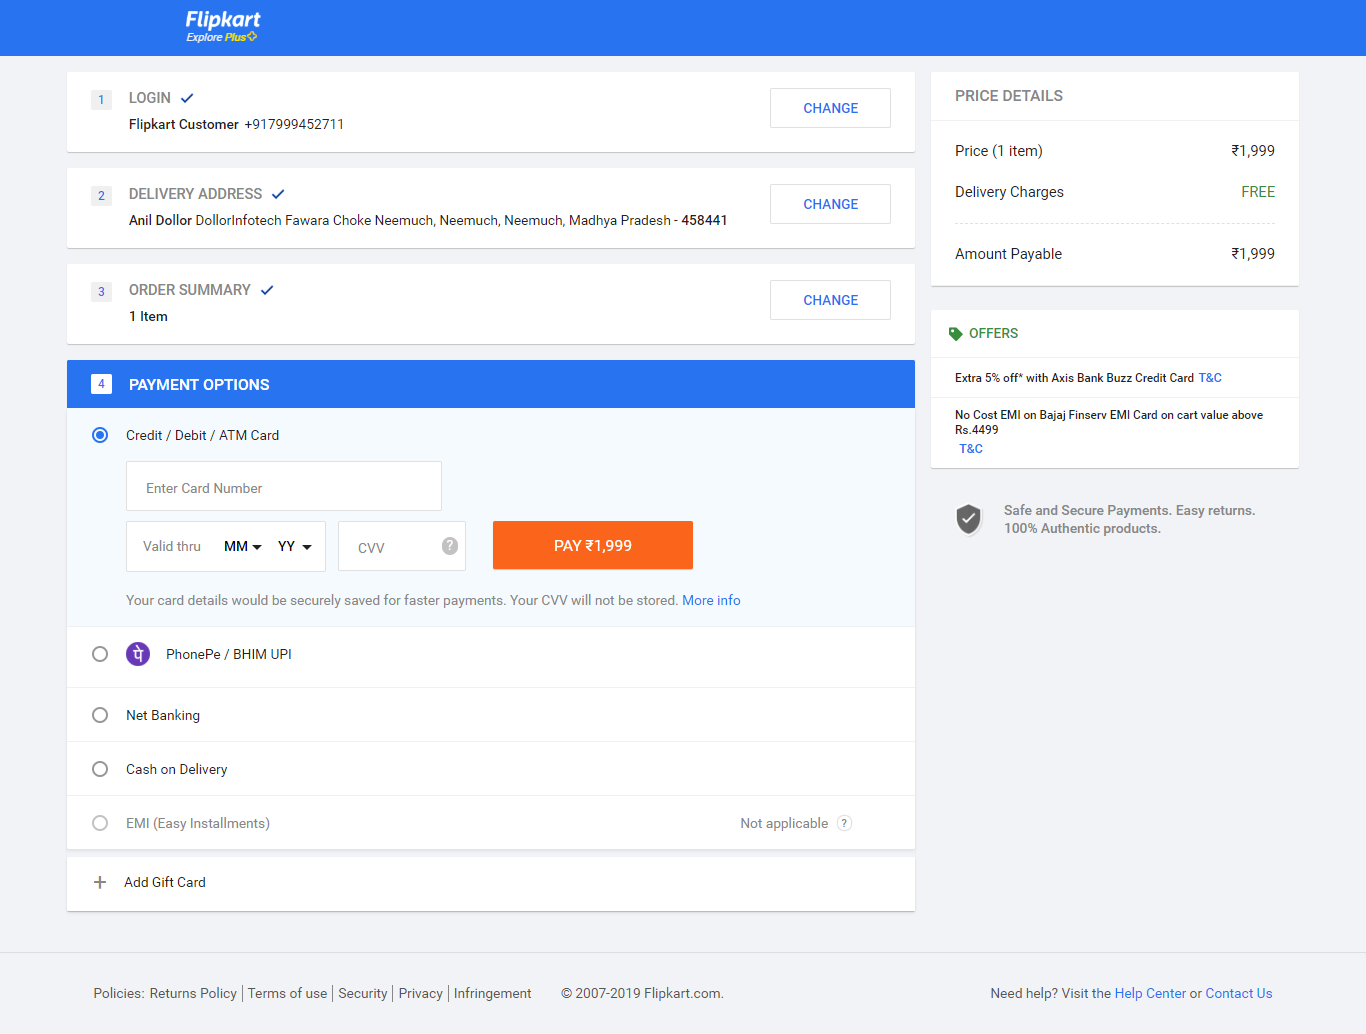 Flipkart
Explore Plus
1 LOGIN
Flipkart Customer +917999452711
CHANGE
2 DELIVERY ADDRESS
Anil Dollor DollorInfotech Fawara Choke Neemuch, Neemuch, Neemuch, Madhya Pradesh - 458441
CHANGE
3 ORDER SUMMARY
1 Item
CHANGE
4 PAYMENT OPTIONS
Credit / Debit / ATM Card
Enter Card Number
Valid thru MM YY CVV ? PAY ₹1,999
Your card details would be securely saved for faster payments. Your CVV will not be stored. More info
पे PhonePe / BHIM UPI
Net Banking
Cash on Delivery
EMI (Easy Installments) Not applicable ?
+ Add Gift Card
PRICE DETAILS
Price (1 item) ₹1,999
Delivery Charges FREE
Amount Payable ₹1,999
OFFERS
Extra 5% off* with Axis Bank Buzz Credit Card T&C
No Cost EMI on Bajaj Finserv EMI Card on cart value above
Rs.4499
T&C
Safe and Secure Payments. Easy returns.
100% Authentic products.
Policies: Returns Policy | Terms of use | Security | Privacy | Infringement © 2007-2019 Flipkart.com. Need help? Visit the Help Center or Contact Us